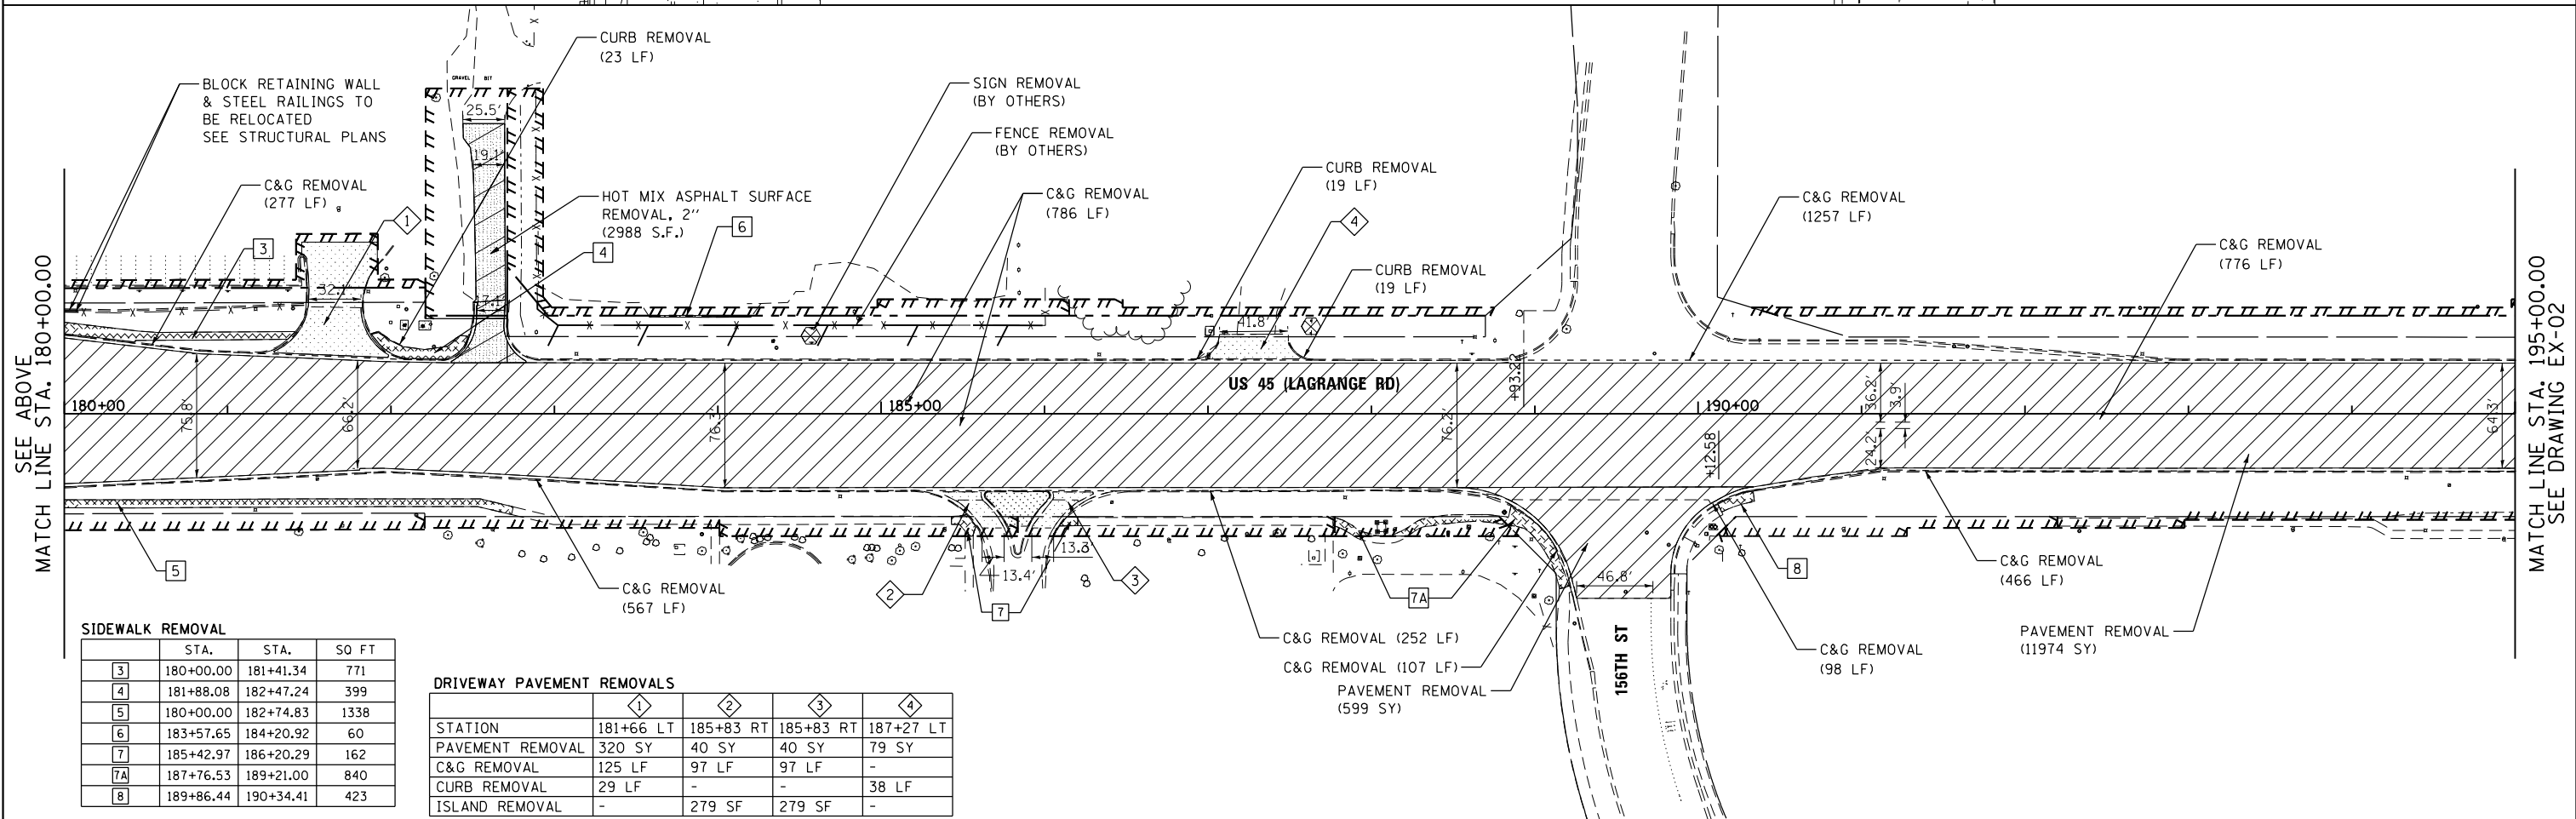 CURB REMOVAL
(23 LF)
BLOCK RETAINING WALL
& STEEL RAILINGS TO
BE RELOCATED
SEE STRUCTURAL PLANS
GRAVEL BIT
25.5'
19.1'
SIGN REMOVAL
(BY OTHERS)
FENCE REMOVAL
(BY OTHERS)
CURB REMOVAL
(19 LF)
C&G REMOVAL
(277 LF)
1
HOT MIX ASPHALT SURFACE
REMOVAL, 2"
(2988 S.F.)
6
C&G REMOVAL
(786 LF)
4
C&G REMOVAL
(1257 LF)
3
4
C&G REMOVAL
(776 LF)
CURB REMOVAL
(19 LF)
32.1'
17.1'
41.8'
SEE ABOVE
MATCH LINE STA. 180+00.00
MATCH LINE STA. 195+00.00
SEE DRAWING EX-02
US 45 (LAGRANGE RD)
+93.22
180+00
185+00
190+00
75.8'
66.2'
76.3'
76.2'
36.2'
3.9'
24.2'
64.3'
+12.58
5
C&G REMOVAL
(567 LF)
2
13.4'
13.3'
7
3
7A
46.8'
8
C&G REMOVAL
(466 LF)
C&G REMOVAL (252 LF)
C&G REMOVAL (107 LF)
PAVEMENT REMOVAL
(599 SY)
156TH ST
C&G REMOVAL
(98 LF)
PAVEMENT REMOVAL
(11974 SY)
SIDEWALK REMOVAL
STA. STA. SQ FT
3 180+00.00 181+41.34 771
4 181+88.08 182+47.24 399
5 180+00.00 182+74.83 1338
6 183+57.65 184+20.92 60
7 185+42.97 186+20.29 162
7A 187+76.53 189+21.00 840
8 189+86.44 190+34.41 423
DRIVEWAY PAVEMENT REMOVALS
1 2 3 4
STATION 181+66 LT 185+83 RT 185+83 RT 187+27 LT
PAVEMENT REMOVAL 320 SY 40 SY 40 SY 79 SY
C&G REMOVAL 125 LF 97 LF 97 LF -
CURB REMOVAL 29 LF - - 38 LF
ISLAND REMOVAL - 279 SF 279 SF -